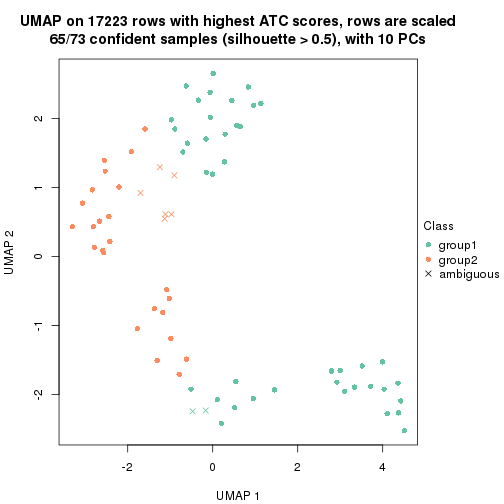 UMAP on 17223 rows with highest ATC scores, rows are scaled
65/73 confident samples (silhouette > 0.5), with 10 PCs
2
1
0
-1
-2
UMAP 2
-2
0
2
4
UMAP 1
Class
group1
group2
ambiguous